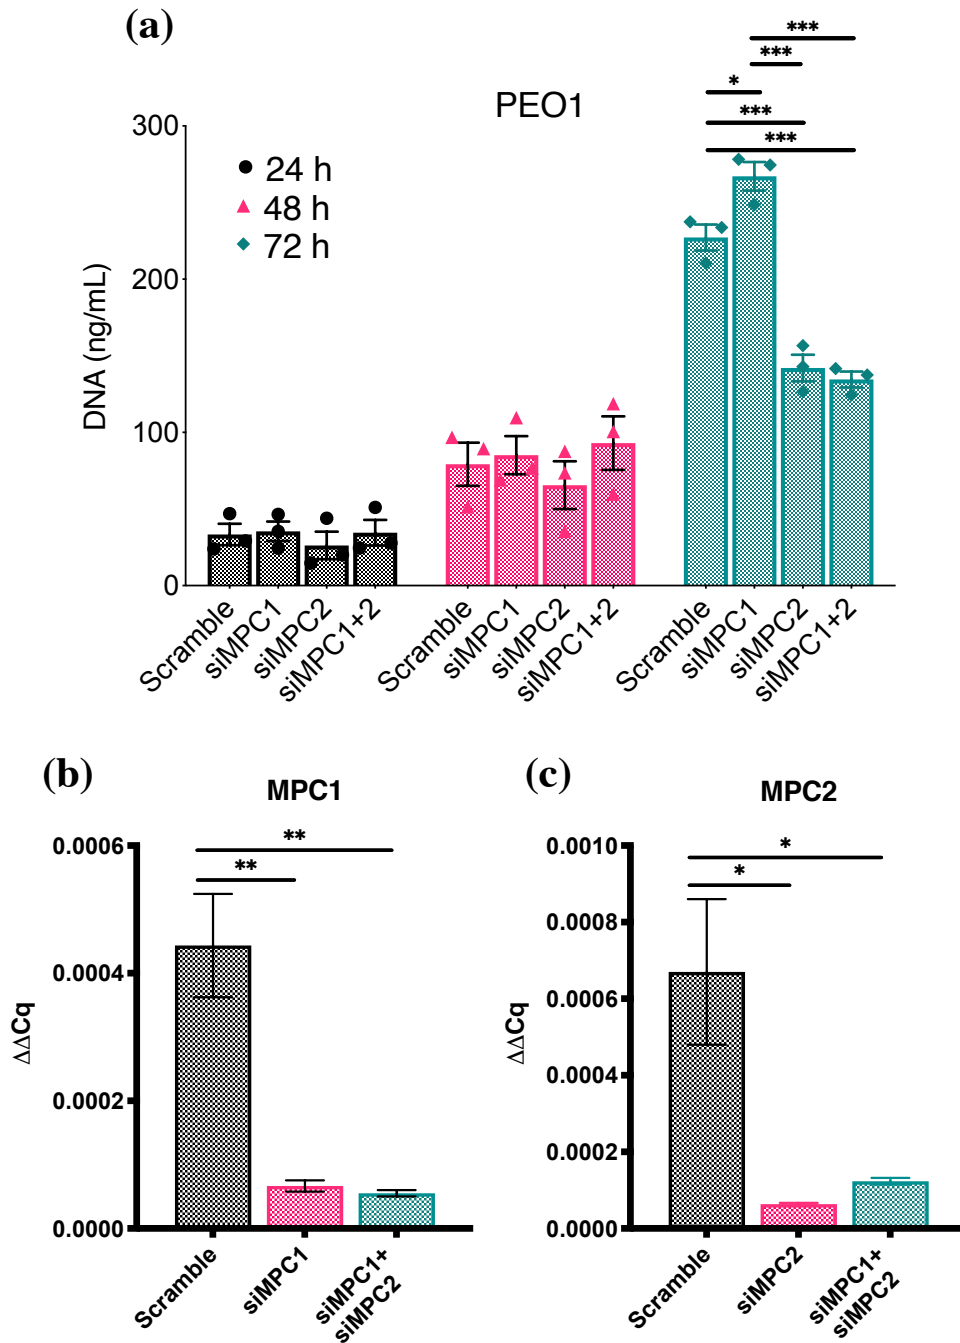 (a)
PEO1
***
***
*
***
***
300
200
100
0
DNA (ng/mL)
24 h
48 h
72 h
Scramble
siMPC1
siMPC2
siMPC1+2
Scramble
siMPC1
siMPC2
siMPC1+2
Scramble
siMPC1
siMPC2
siMPC1+2
(b)
MPC1
**
**
0.0006
0.0004
0.0002
0.0000
ΔΔCq
Scramble
siMPC1
siMPC1+
siMPC2
(c)
MPC2
*
*
0.0010
0.0008
0.0006
0.0004
0.0002
0.0000
ΔΔCq
Scramble
siMPC2
siMPC1+
siMPC2